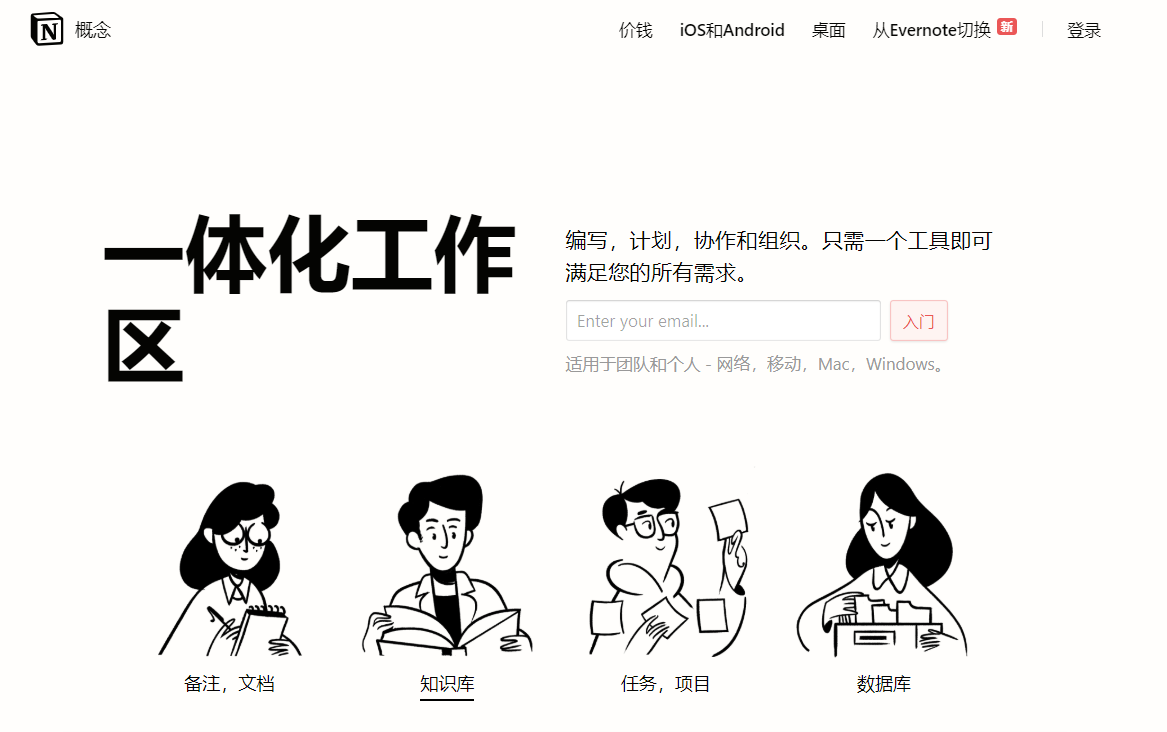 N 概念
价钱 iOS和Android 桌面 从Evernote切换 新 登录
一体化工作
区
编写，计划，协作和组织。只需一个工具即可
满足您的所有需求。
Enter your email... 入门
适用于团队和个人 - 网络，移动，Mac，Windows。
备注，文档 知识库 任务，项目 数据库